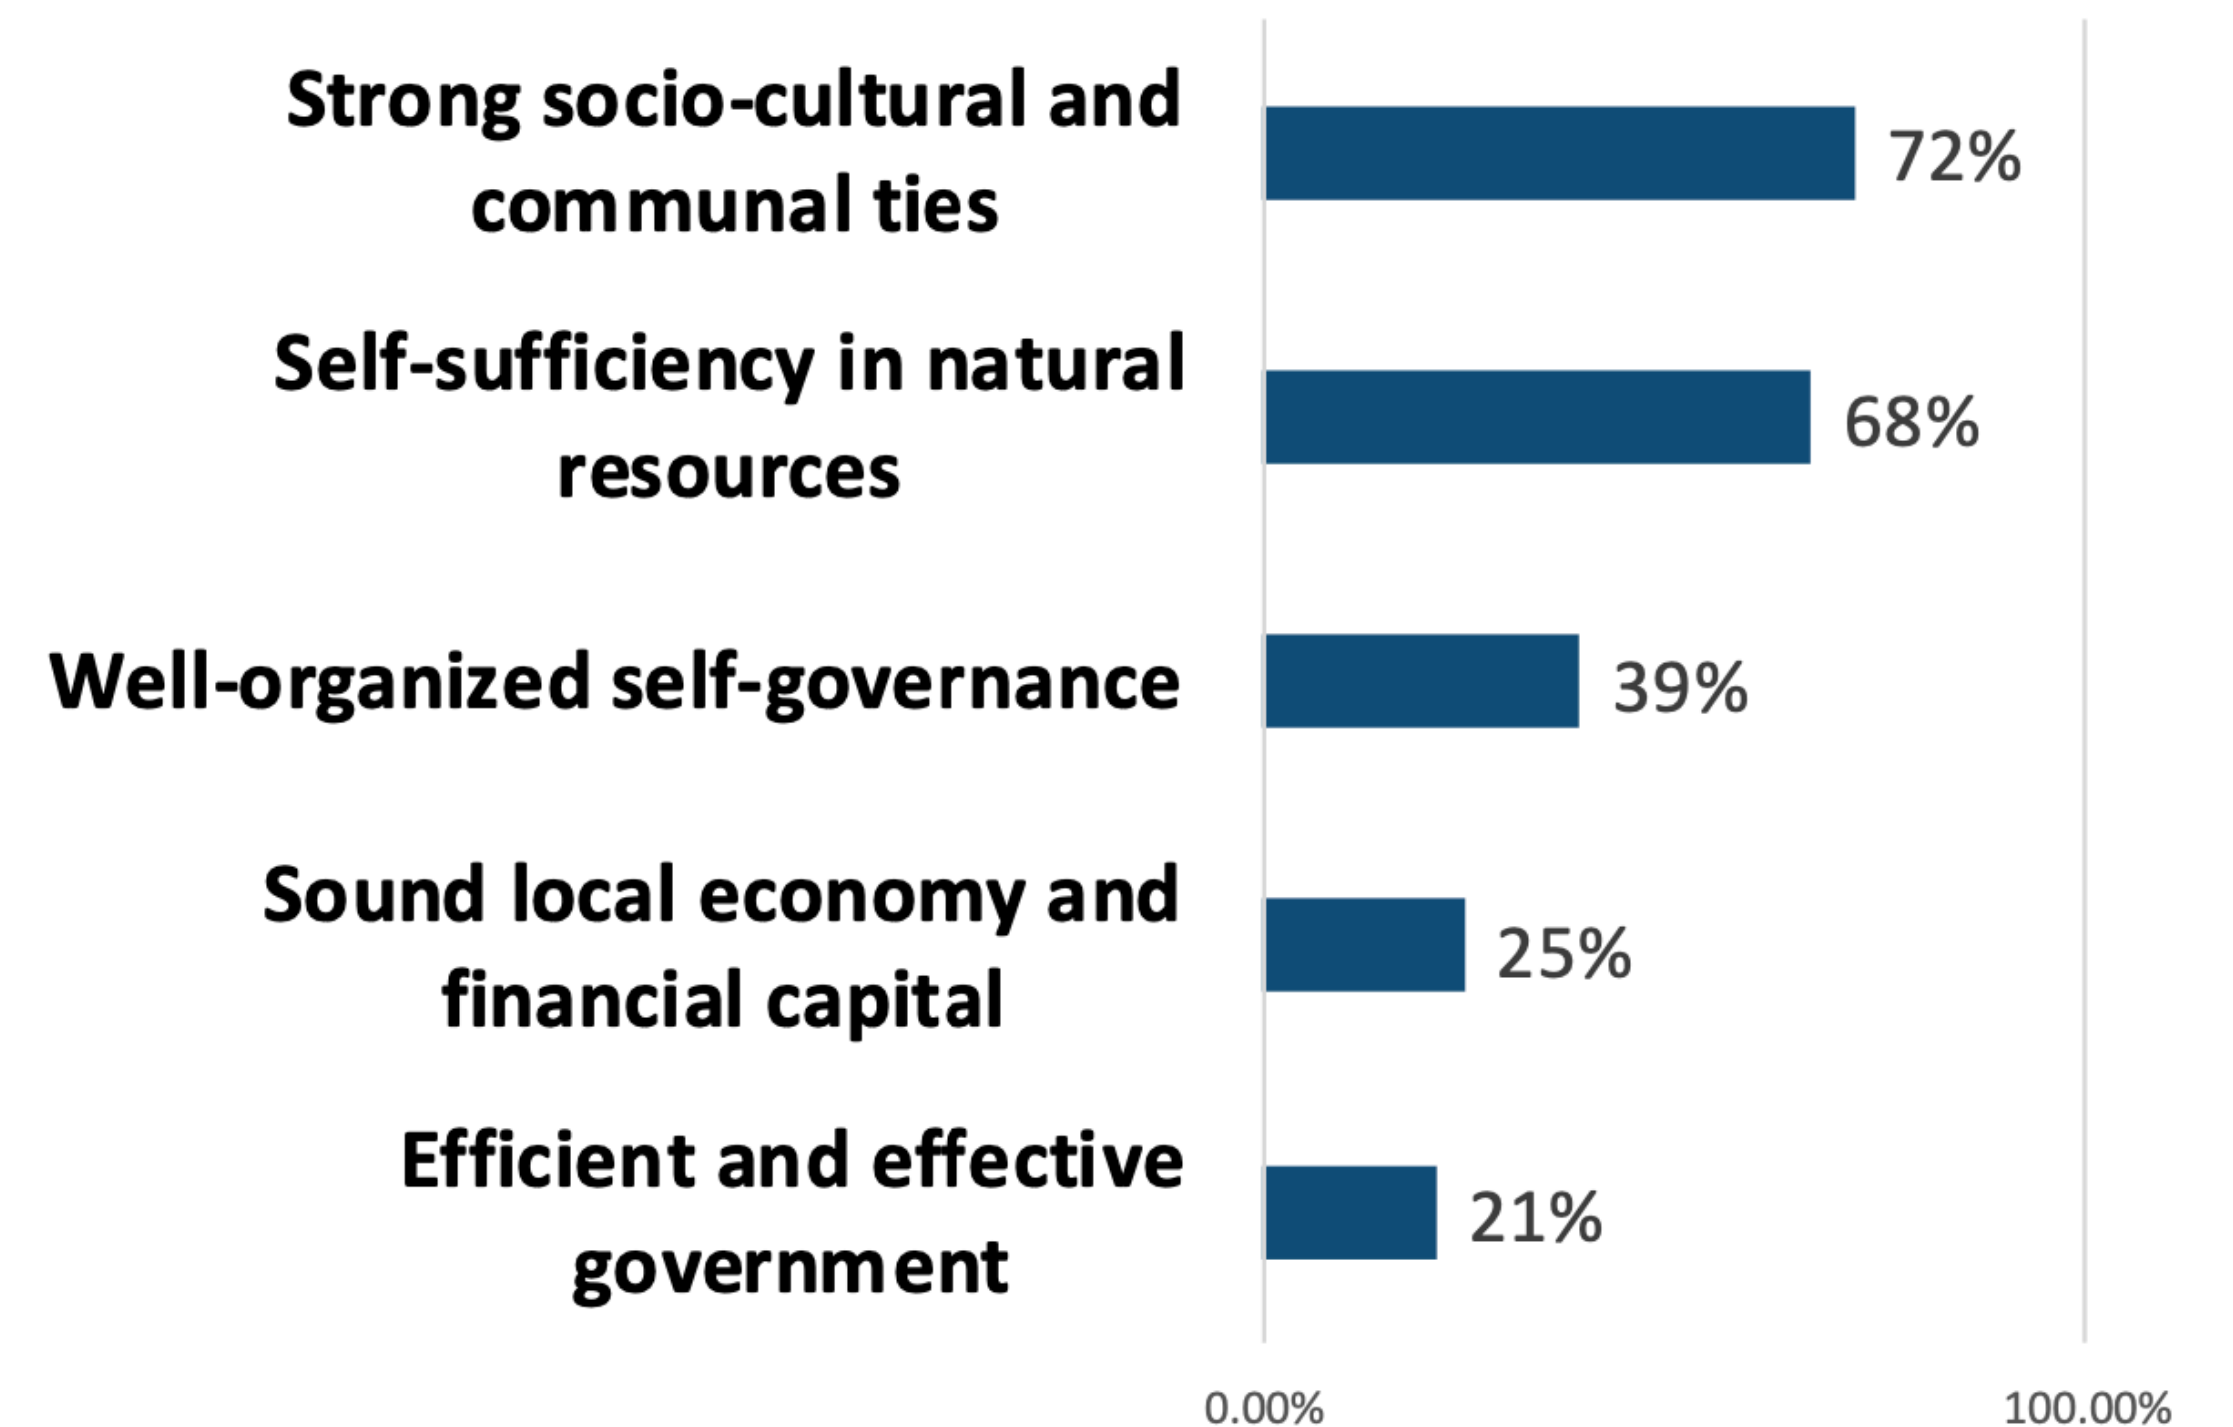 Strong socio-cultural and
communal ties
72%
Self-sufficiency in natural
resources
68%
Well-organized self-governance
39%
Sound local economy and
financial capital
25%
Efficient and effective
government
21%
0.00%
100.00%